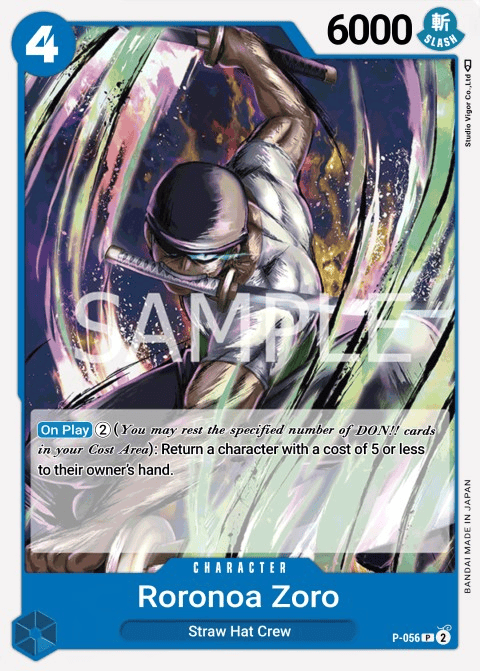 4
6000
斬
SLASH
Studio Vigor Co.,Ltd
SAMPLE
On Play ② (You may rest the specified number of DON!! cards
in your Cost Area): Return a character with a cost of 5 or less
to their owner's hand.
BANDAI MADE IN JAPAN
CHARACTER
Roronoa Zoro
Straw Hat Crew
P-056 P 2